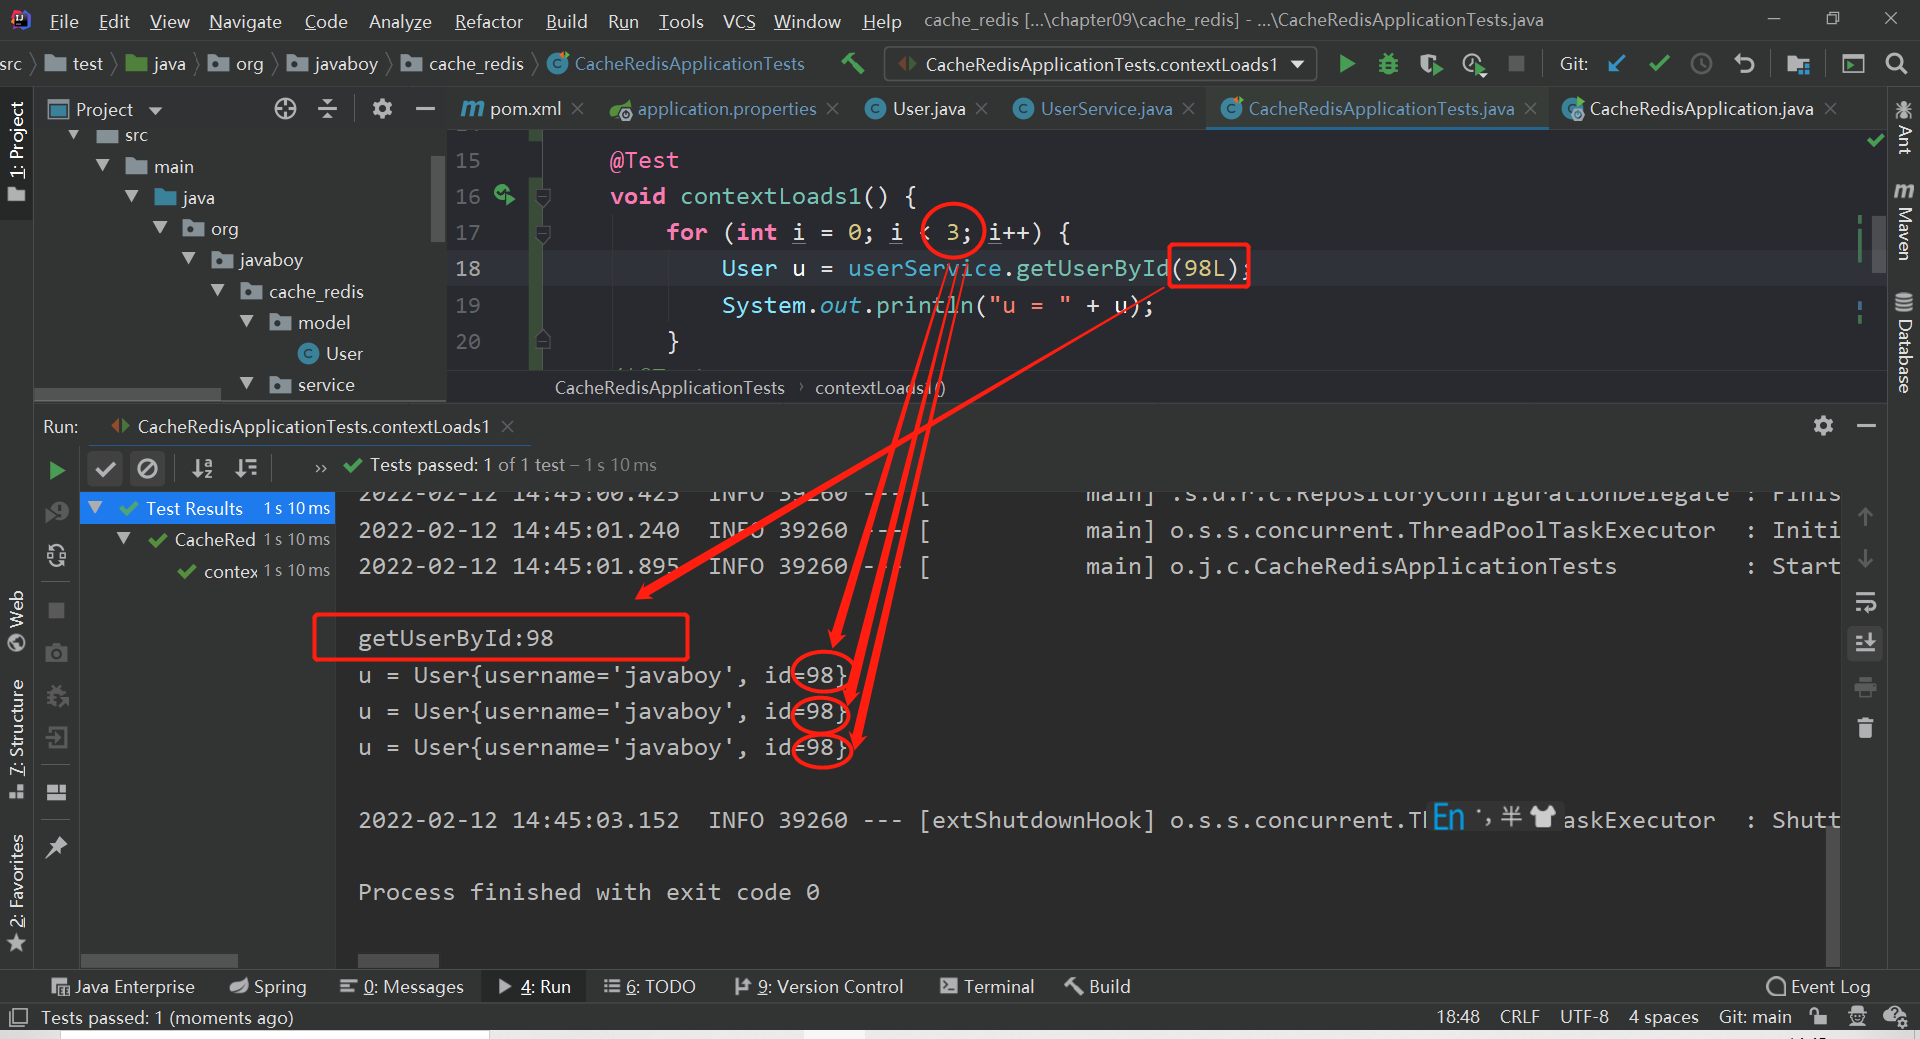 File Edit View Navigate Code Analyze Refactor Build Run Tools VCS Window Help cache_redis [...\chapter09\cache_redis] - ...\CacheRedisApplicationTests.java
src test java org javaboy cache_redis CacheRedisApplicationTests CacheRedisApplicationTests.contextLoads1 Git:
Project
pom.xml application.properties User.java UserService.java CacheRedisApplicationTests.java CacheRedisApplication.java
1: Project
src
main
java
org
javaboy
cache_redis
model
User
service
15 @Test
16 void contextLoads1() {
17 for (int i = 0; i < 3; i++) {
18 User u = userService.getUserById(98L);
19 System.out.println("u = " + u);
20 }
CacheRedisApplicationTests › contextLoads1()
Ant
Maven
Database
Run: CacheRedisApplicationTests.contextLoads1
» Tests passed: 1 of 1 test – 1 s 10 ms
Test Results 1 s 10 ms
CacheRed 1 s 10 ms
contex 1 s 10 ms
2022-02-12 14:45:00.425 INFO 39260 --- [ main] .s.d.r.c.RepositoryConfigurationDelegate : Finis
2022-02-12 14:45:01.240 INFO 39260 --- [ main] o.s.s.concurrent.ThreadPoolTaskExecutor : Initi
2022-02-12 14:45:01.895 INFO 39260 --- [ main] o.j.c.CacheRedisApplicationTests : Start
getUserById:98
u = User{username='javaboy', id=98}
u = User{username='javaboy', id=98}
u = User{username='javaboy', id=98}
2022-02-12 14:45:03.152 INFO 39260 --- [extShutdownHook] o.s.s.concurrent.Th En 半 askExecutor : Shutt
Process finished with exit code 0
Web
7: Structure
2: Favorites
Java Enterprise Spring 0: Messages 4: Run 6: TODO 9: Version Control Terminal Build Event Log
Tests passed: 1 (moments ago) 18:48 CRLF UTF-8 4 spaces Git: main